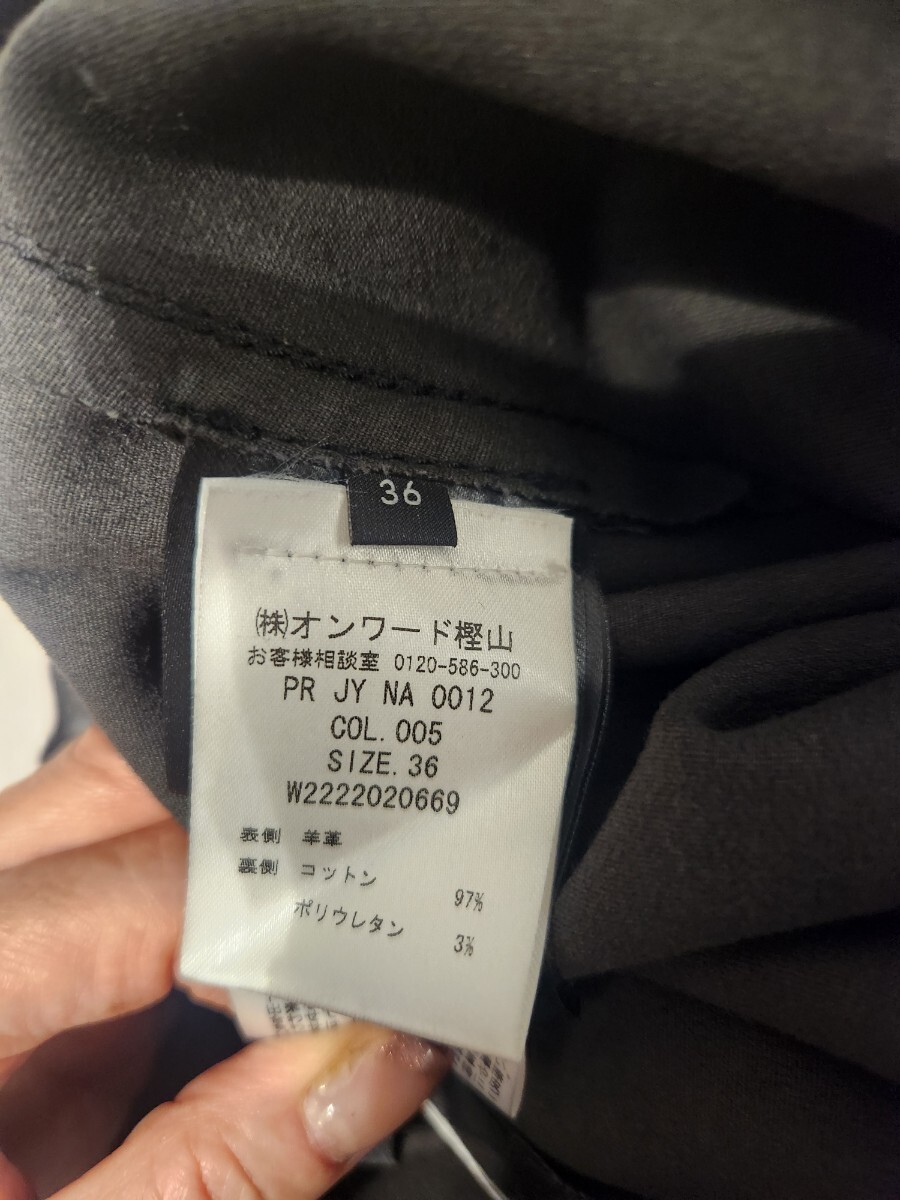 36
(株)オンワード樫山
お客様相談室 0120-586-300
PR JY NA 0012
COL.005
SIZE.36
W2222020669
表側 羊革
裏側 コットン 97%
ポリウレタン 3%